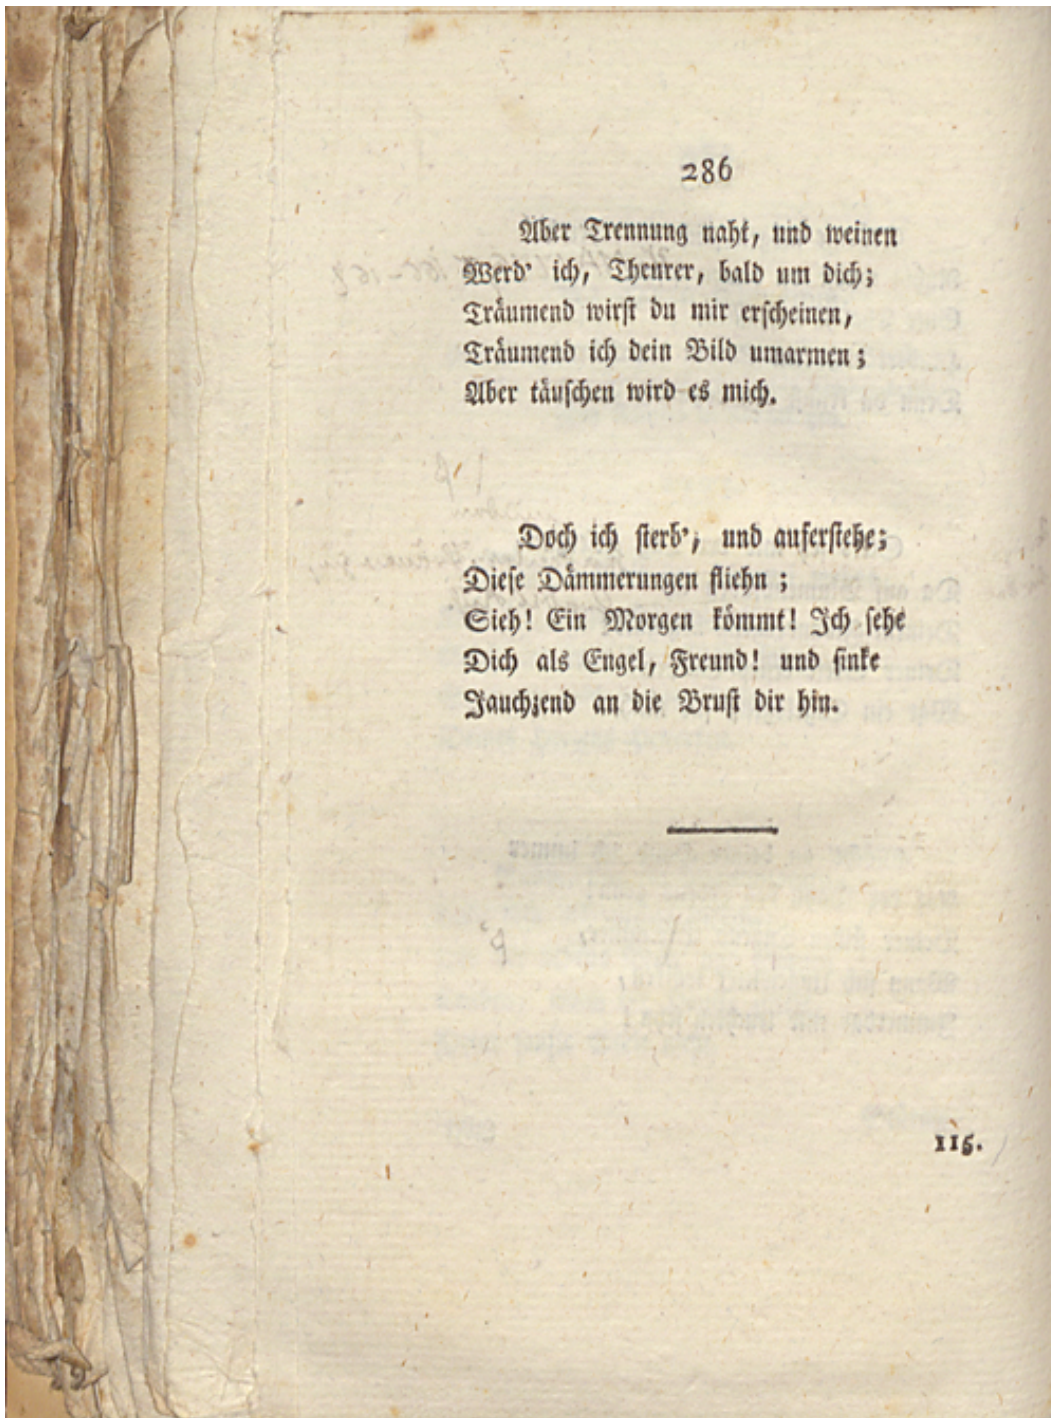 286
Aber Trennung naht, und weinen
Werd' ich, Theurer, bald um dich;
Träumend wirst du mir erscheinen,
Träumend ich dein Bild umarmen;
Aber täuschen wird es mich.
Doch ich sterb', und auferstehe;
Diese Dämmerungen fliehn;
Sieh! Ein Morgen kömmt! Ich sehe
Dich als Engel, Freund! und sinke
Jauchzend an die Brust dir hin.
115.